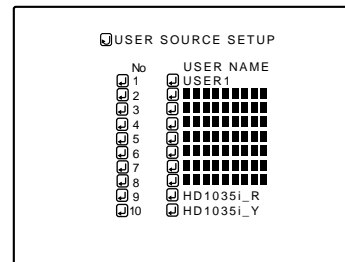 USER SOURCE SETUP
No USER NAME
1 USER1
2
3
4
5
6
7
8
9 HD1035i_R
10 HD1035i_Y